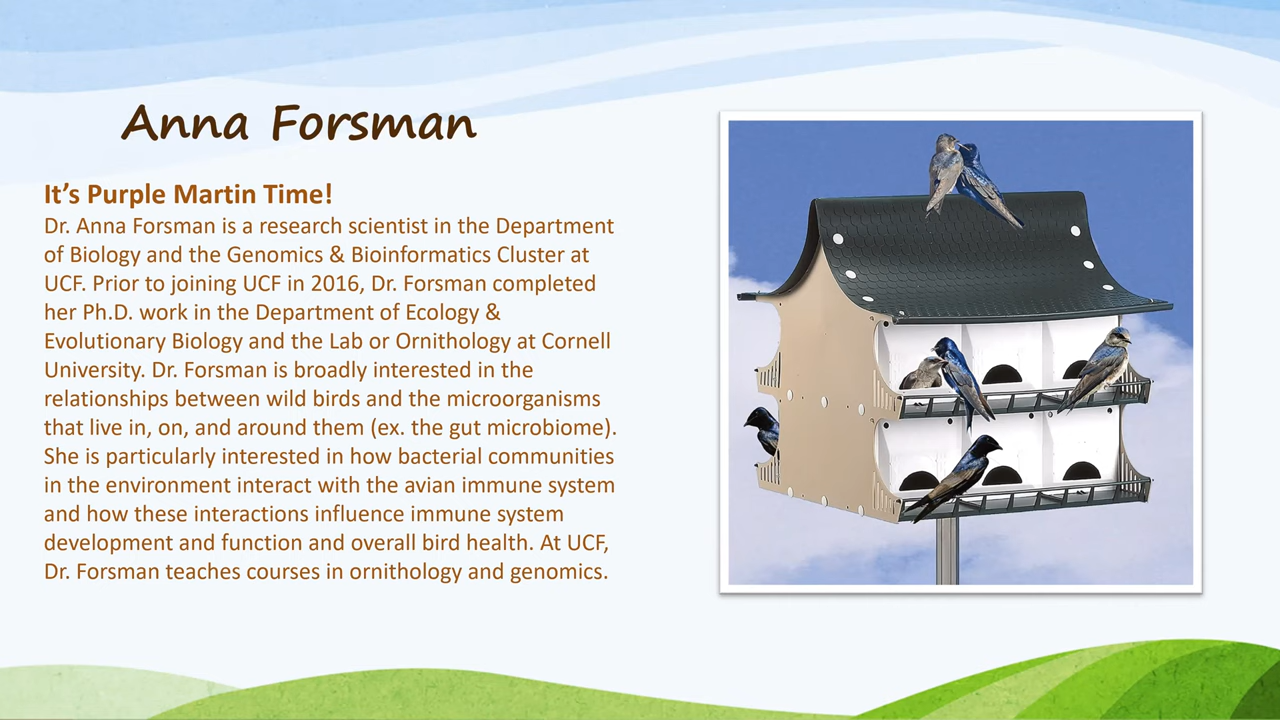 Anna Forsman
It’s Purple Martin Time!
Dr. Anna Forsman is a research scientist in the Department
of Biology and the Genomics & Bioinformatics Cluster at
UCF. Prior to joining UCF in 2016, Dr. Forsman completed
her Ph.D. work in the Department of Ecology &
Evolutionary Biology and the Lab or Ornithology at Cornell
University. Dr. Forsman is broadly interested in the
relationships between wild birds and the microorganisms
that live in, on, and around them (ex. the gut microbiome).
She is particularly interested in how bacterial communities
in the environment interact with the avian immune system
and how these interactions influence immune system
development and function and overall bird health. At UCF,
Dr. Forsman teaches courses in ornithology and genomics.